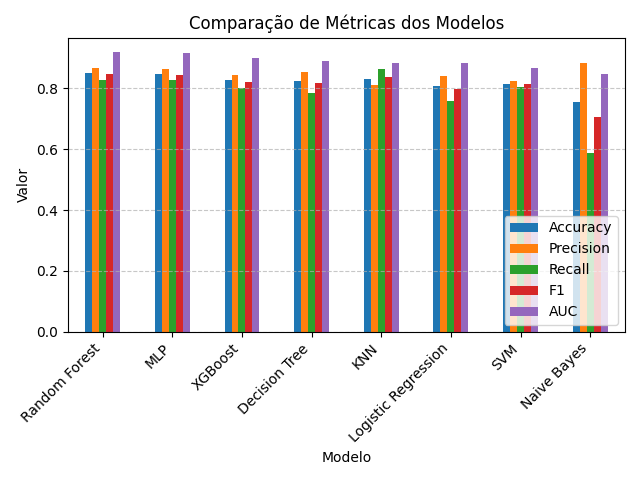 Comparação de Métricas dos Modelos
Valor
0.8
0.6
0.4
0.2
0.0
Accuracy
Precision
Recall
F1
AUC
Random Forest
MLP
XGBoost
Decision Tree
KNN
Logistic Regression
SVM
Naive Bayes
Modelo